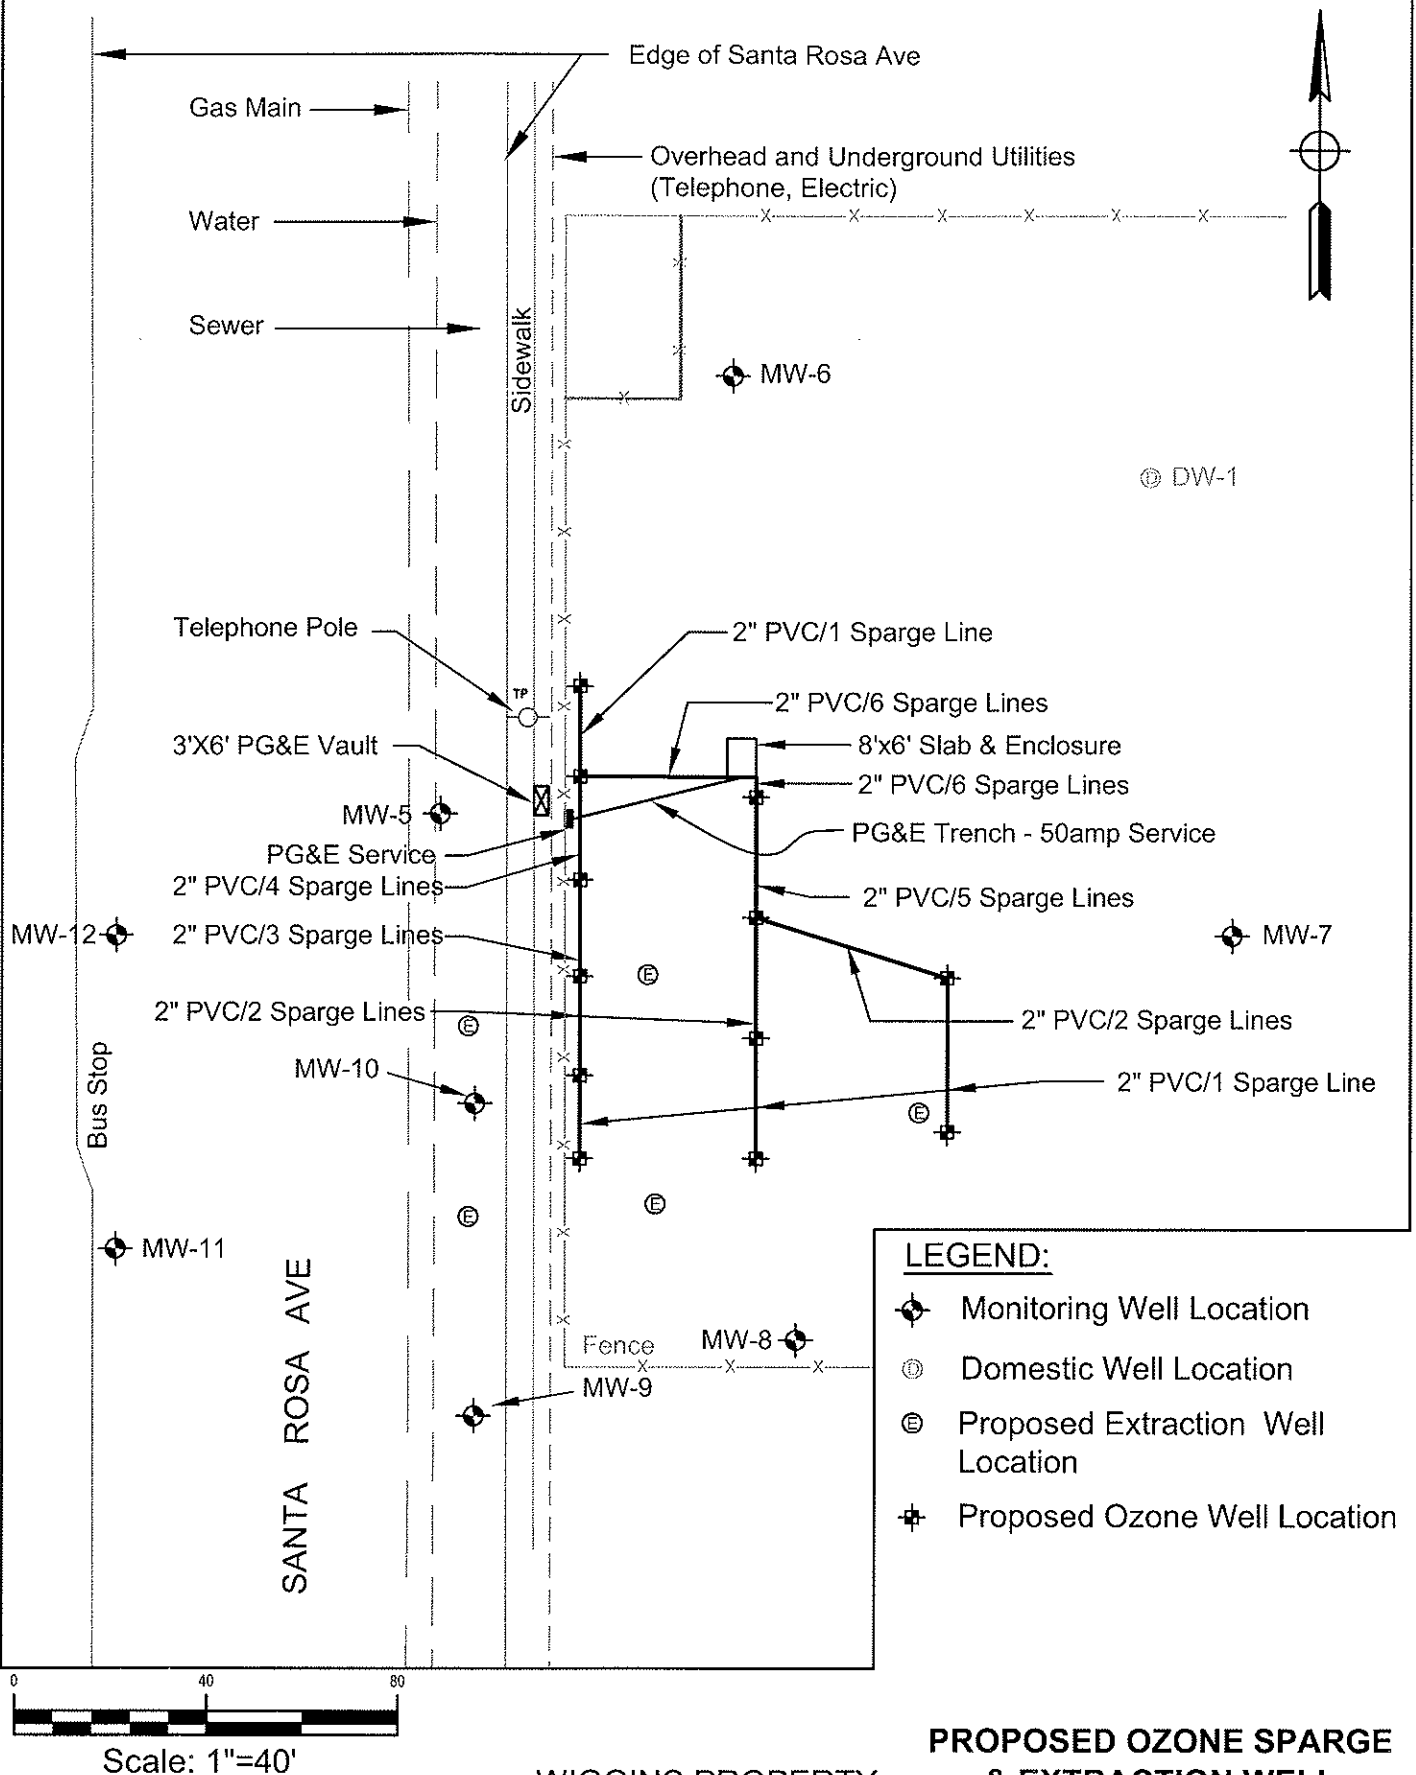 Edge of Santa Rosa Ave
Gas Main
Overhead and Underground Utilities
(Telephone, Electric)
Water
Sewer
Sidewalk
MW-6
D DW-1
Telephone Pole
2" PVC/1 Sparge Line
TP
2" PVC/6 Sparge Lines
3'X6' PG&E Vault
8'x6' Slab & Enclosure
2" PVC/6 Sparge Lines
MW-5
PG&E Trench - 50amp Service
PG&E Service
2" PVC/4 Sparge Lines
2" PVC/5 Sparge Lines
MW-12
2" PVC/3 Sparge Lines
MW-7
E
2" PVC/2 Sparge Lines
E
2" PVC/2 Sparge Lines
Bus Stop
MW-10
2" PVC/1 Sparge Line
E
E
E
MW-11
SANTA ROSA AVE
Fence
MW-8
MW-9
LEGEND:
Monitoring Well Location
D Domestic Well Location
E Proposed Extraction Well
Location
Proposed Ozone Well Location
0 40 80
Scale: 1"=40'
PROPOSED OZONE SPARGE
WIGGINS PROPERTY
& EXTRACTION WELL